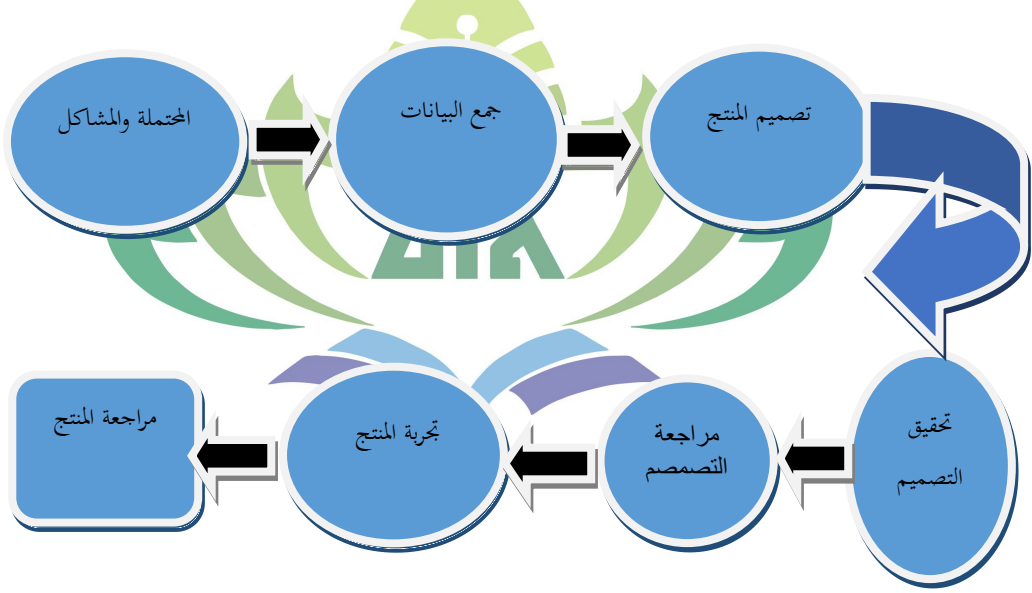 المحتملة والمشاكل
جمع البيانات
تصميم المنتج
تحقيق
التصميم
مراجعة
التصمصم
تجربة المنتج
مراجعة المنتج